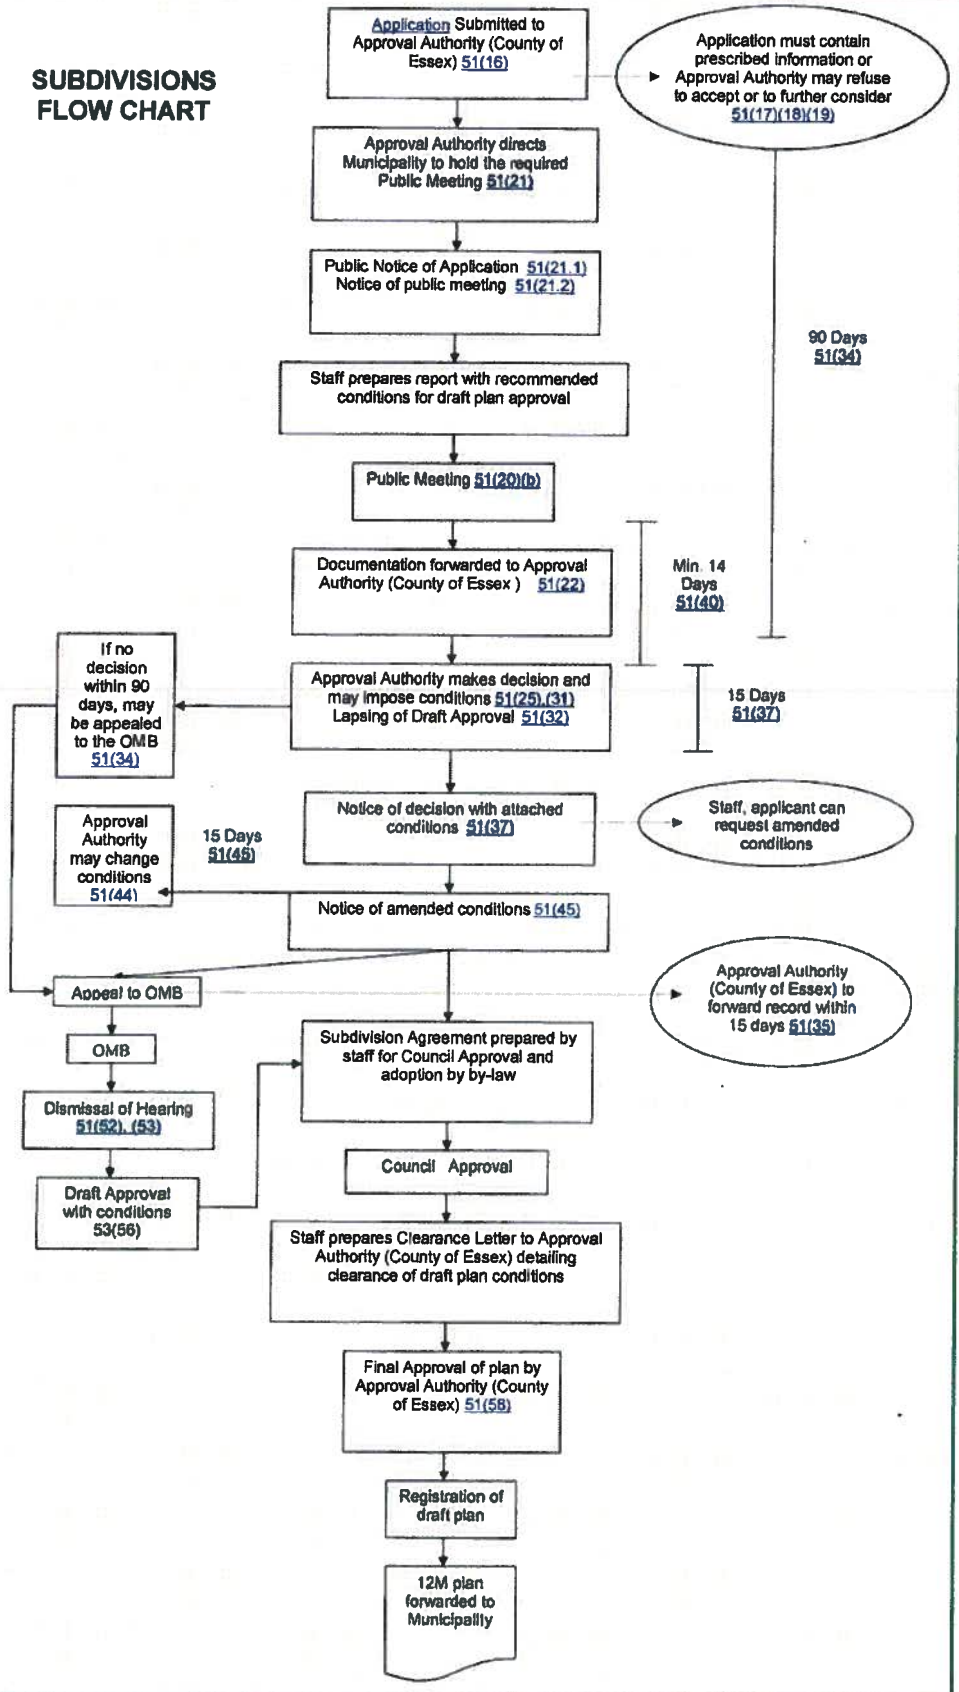 SUBDIVISIONS
FLOW CHART
Application Submitted to
Approval Authority (County of
Essex) 51(16)
Application must contain
prescribed information or
Approval Authority may refuse
to accept or to further consider
51(17)(18)(19)
Approval Authority directs
Municipality to hold the required
Public Meeting 51(21)
Public Notice of Application 51(21.1)
Notice of public meeting 51(21.2)
90 Days
51(34)
Staff prepares report with recommended
conditions for draft plan approval
Public Meeting 51(20)(b)
Documentation forwarded to Approval
Authority (County of Essex ) 51(22)
Min. 14
Days
51(40)
If no
decision
within 90
days, may
be appealed
to the OMB
51(34)
Approval Authority makes decision and
may impose conditions 51(25),(31)
Lapsing of Draft Approval 51(32)
15 Days
51(37)
Notice of decision with attached
conditions 51(37)
Staff, applicant can
request amended
conditions
Approval
Authority
may change
conditions
51(44)
15 Days
51(45)
Notice of amended conditions 51(45)
Appeal to OMB
Approval Authority
(County of Essex) to
forward record within
15 days 51(35)
OMB
Subdivision Agreement prepared by
staff for Council Approval and
adoption by by-law
Dismissal of Hearing
51(52), (53)
Council Approval
Draft Approval
with conditions
53(56)
Staff prepares Clearance Letter to Approval
Authority (County of Essex) detailing
clearance of draft plan conditions
Final Approval of plan by
Approval Authority (County
of Essex) 51(58)
Registration of
draft plan
12M plan
forwarded to
Municipality